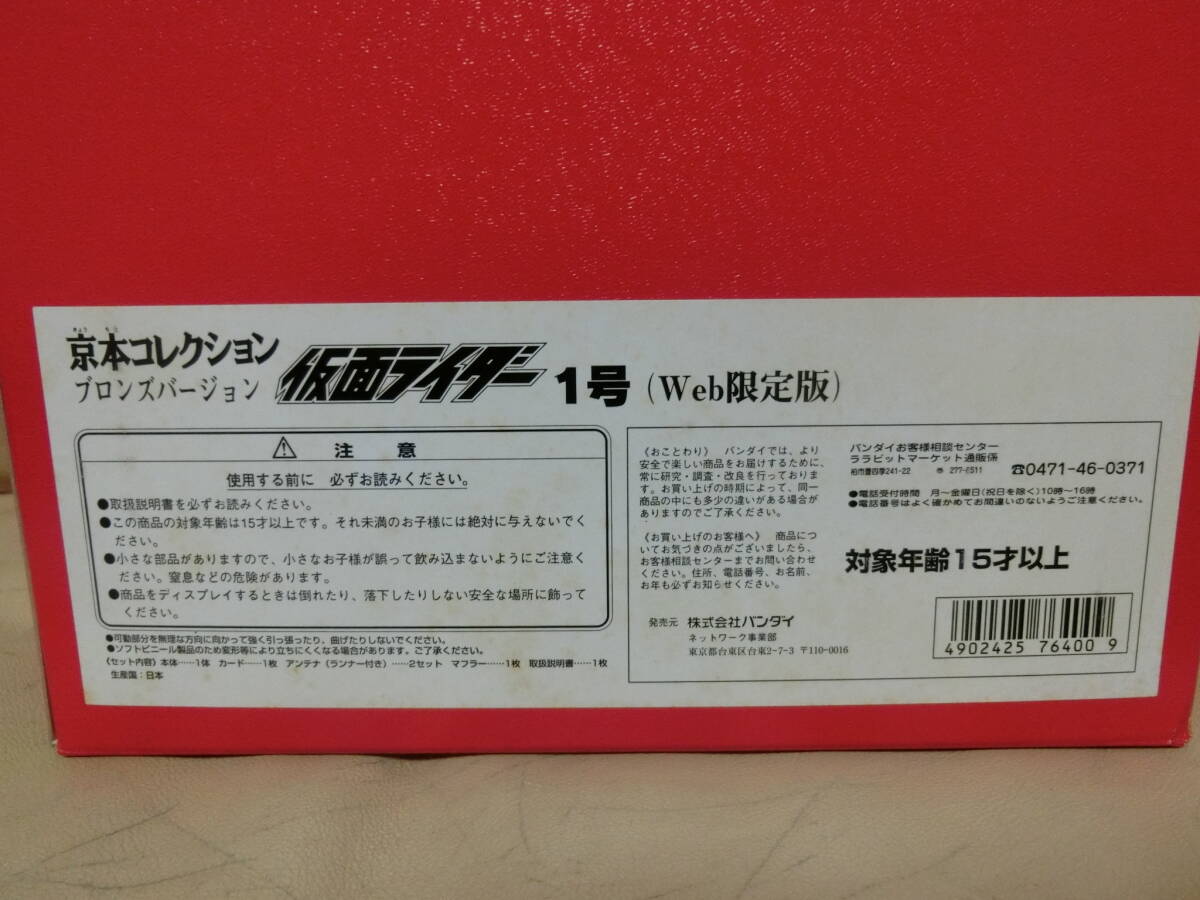 きょう もと
京本コレクション
ブロンズバージョン
仮面ライダー 1号 (Web限定版)
注 意
使用する前に 必ずお読みください。
●取扱説明書を必ずお読みください。
●この商品の対象年齢は15才以上です。それ未満のお子様には絶対に与えないでく
ださい。
●小さな部品がありますので、小さなお子様が誤って飲み込まないようにご注意く
ださい。窒息などの危険があります。
●商品をディスプレイするときは倒れたり、落下したりしない安全な場所に飾って
ください。
●可動部分を無理な方向に向かって強く引っ張ったり、曲げたりしないでください。
●ソフトビニール製品のため変形等により立ちにくくなる場合があります。ご了承ください。
《セット内容》本体……1体 カード……1枚 アンテナ(ランナー付き)……2セット マフラー……1枚 取扱説明書……1枚
生産国:日本
《おことわり》 バンダイでは、より
安全で楽しい商品をお届けするために、
常に研究・調査・改良を行っておりま
す。お買い上げの時期によって、同一
商品の中にも多少の違いがある場合が
ありますのでご了承ください。
《お買い上げのお客様へ》 商品につ
いてお気づきの点がございましたら、
お客様相談センターまでお問い合わせ
ください。住所、電話番号、お名前、
お年も必ずお知らせください。
バンダイお客様相談センター
ララビットマーケット通販係
柏市豊四季241-22 〒 277-8511 ☎0471-46-0371
●電話受付時間 月〜金曜日(祝日を除く)10時〜16時
●電話番号はよく確かめてお間違いのないようご注意ください。
対象年齢15才以上
発売元 株式会社バンダイ
ネットワーク事業部
東京都台東区台東2-7-3 〒110-0016
4902425 764009